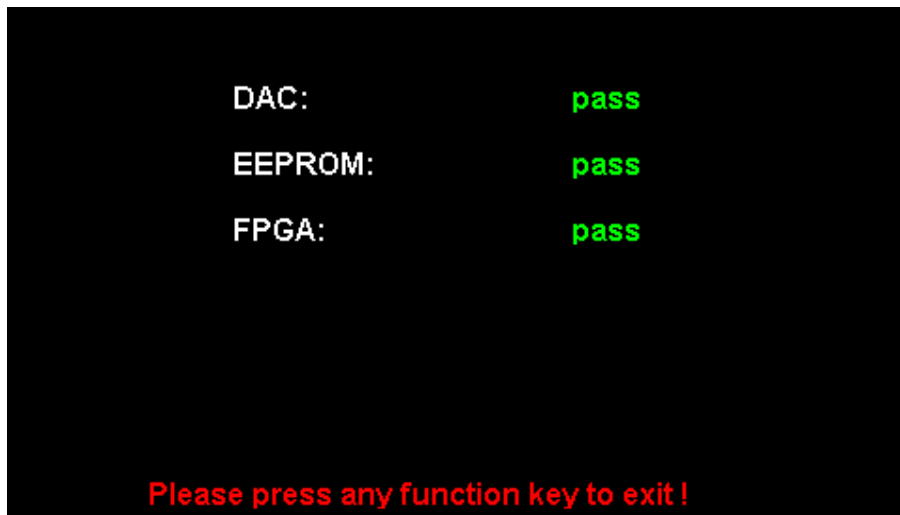 DAC: pass
EEPROM: pass
FPGA: pass
Please press any function key to exit !